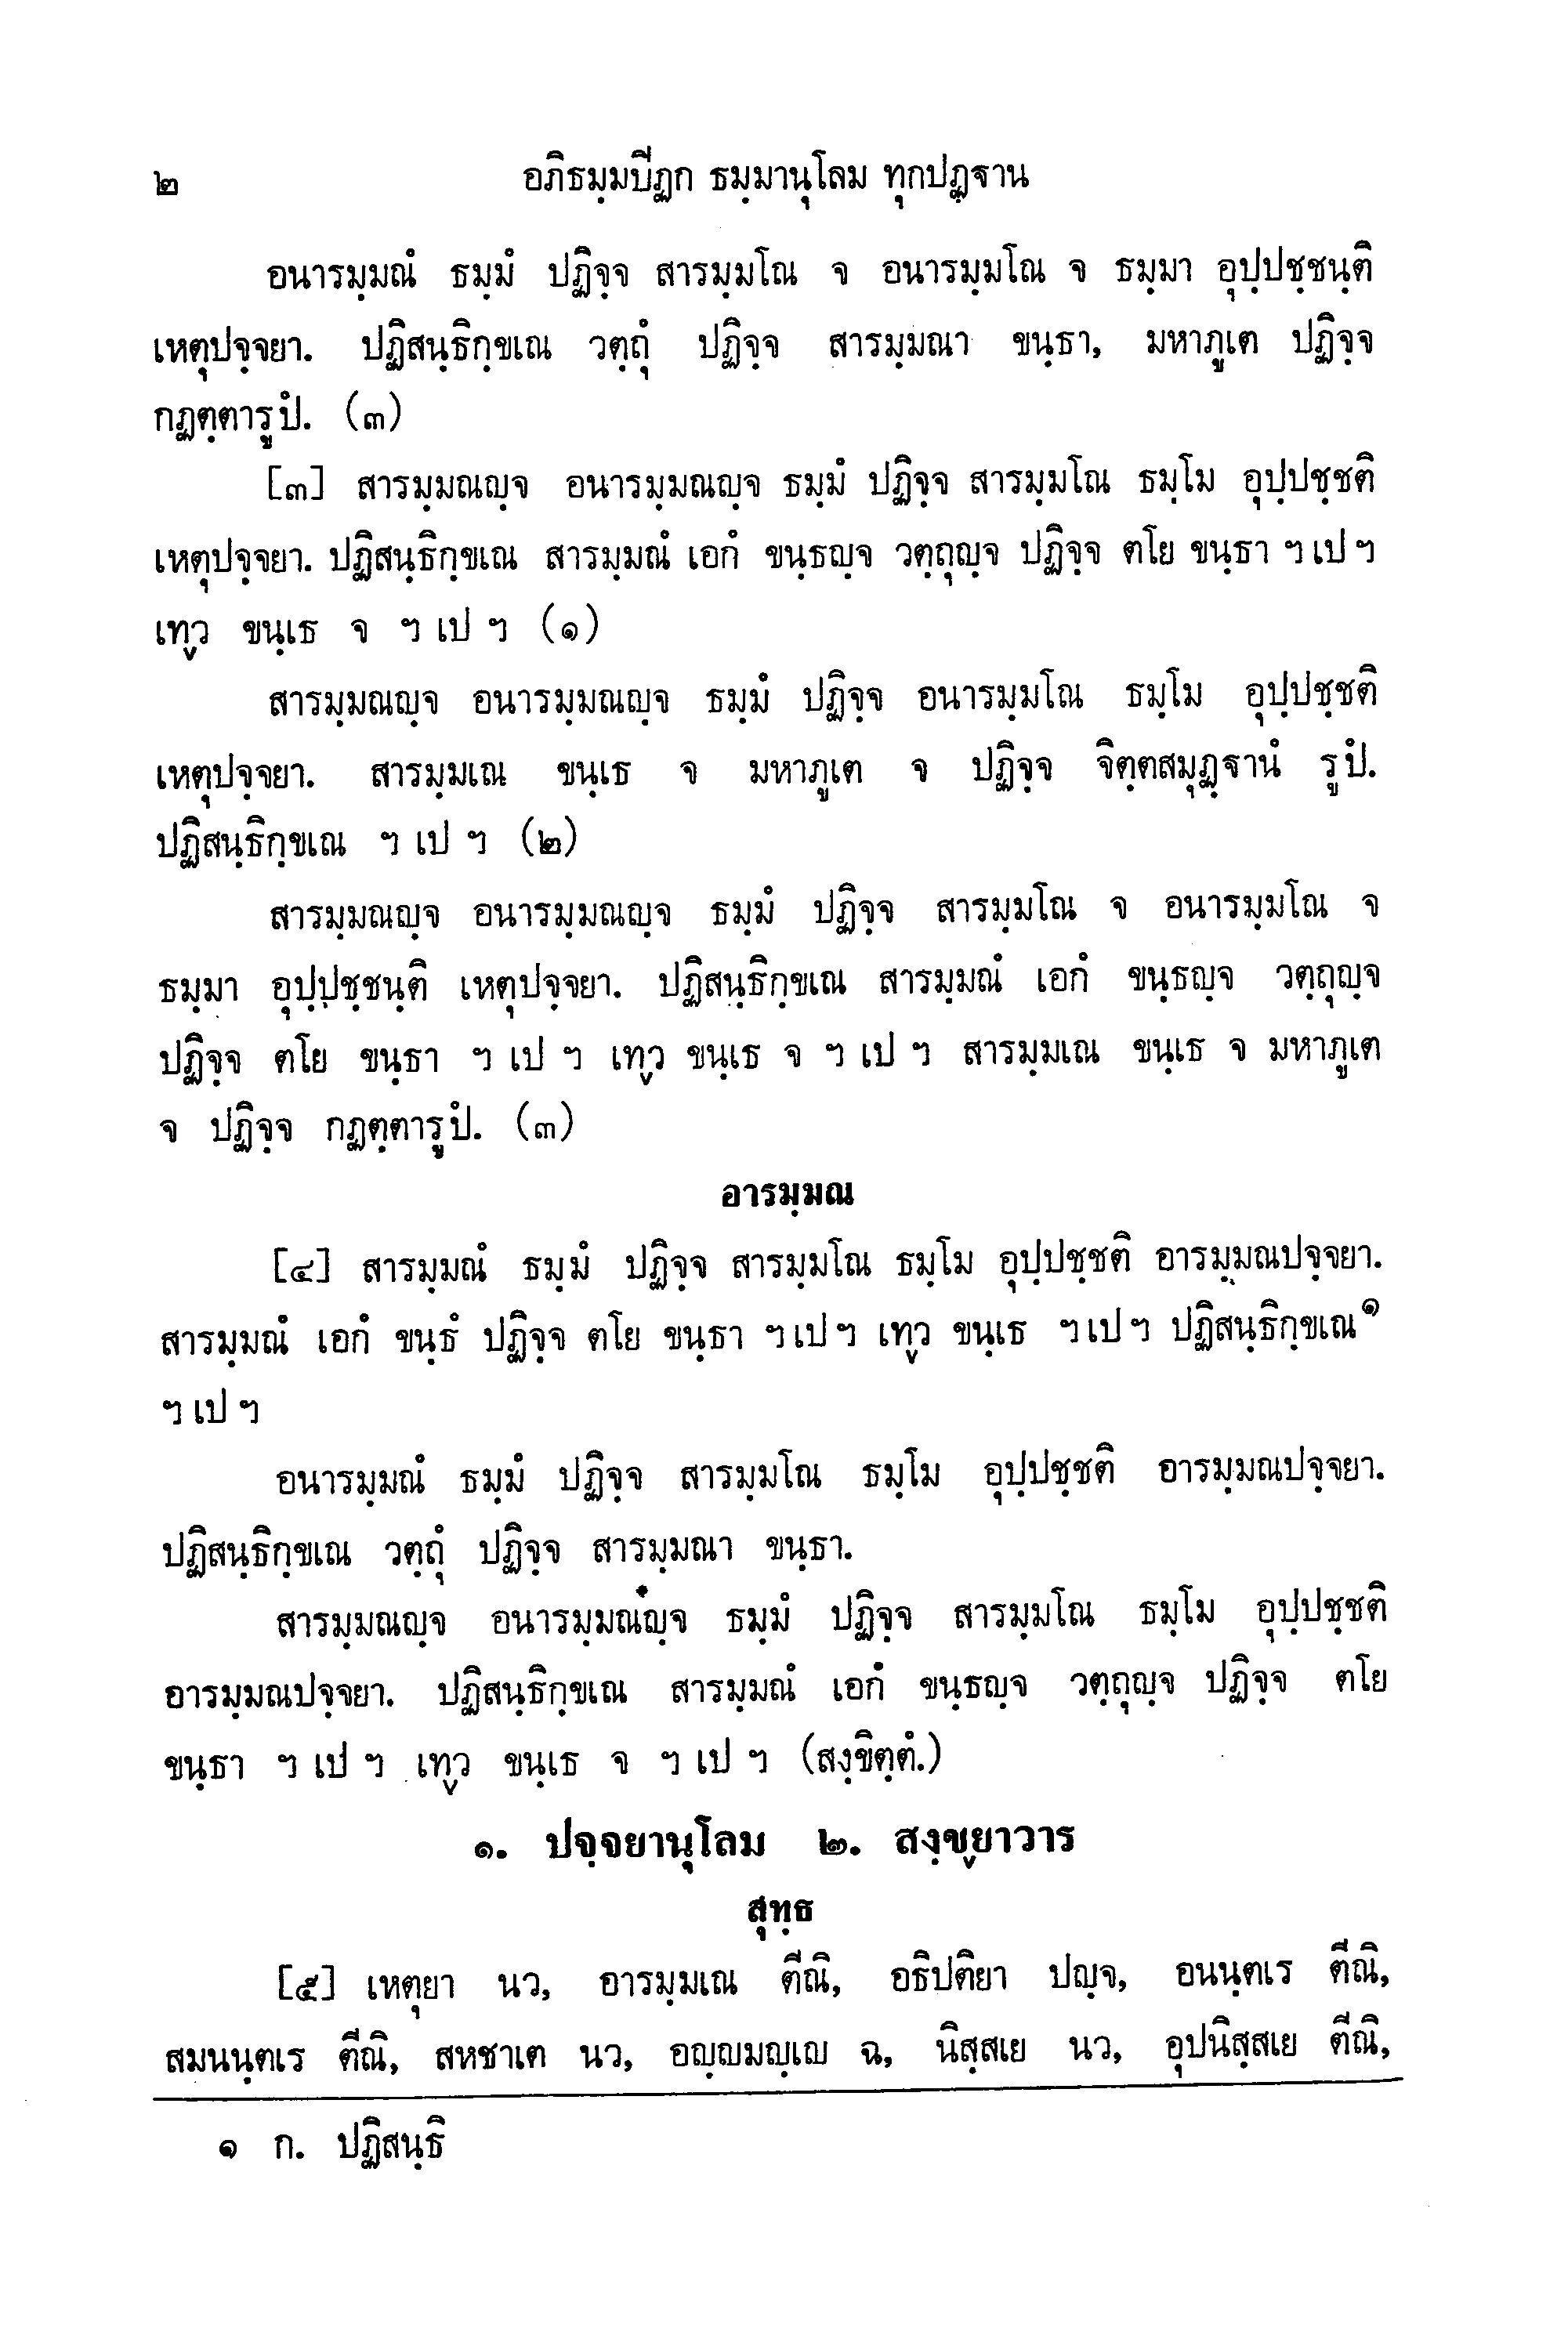 ๒ อภิธมฺมปีฏก ธมฺมานุโลม ทุกปฏฺฐาน
อนารมฺมณํ ธมฺมํ ปฏิจฺจ สารมฺมโณ จ อนารมฺมโณ จ ธมฺมา อุปฺปชฺชนฺติ
เหตุปจฺจยา. ปฏิสนฺธิกฺขเณ วตฺถุํ ปฏิจฺจ สารมฺมณา ขนฺธา, มหาภูเต ปฏิจฺจ
กฏตฺตารูปํ. (๓)
[๓] สารมฺมณญฺจ อนารมฺมณญฺจ ธมฺมํ ปฏิจฺจ สารมฺมโณ ธมฺโม อุปฺปชฺชติ
เหตุปจฺจยา. ปฏิสนฺธิกฺขเณ สารมฺมณํ เอกํ ขนฺธญฺจ วตฺถุญฺจ ปฏิจฺจ ตโย ขนฺธา ฯ เป ฯ
เทฺว ขนฺเธ จ ฯ เป ฯ (๑)
สารมฺมณญฺจ อนารมฺมณญฺจ ธมฺมํ ปฏิจฺจ อนารมฺมโณ ธมฺโม อุปฺปชฺชติ
เหตุปจฺจยา. สารมฺมเณ ขนฺเธ จ มหาภูเต จ ปฏิจฺจ จิตฺตสมุฏฺฐานํ รูปํ.
ปฏิสนฺธิกฺขเณ ฯ เป ฯ (๒)
สารมฺมณญฺจ อนารมฺมณญฺจ ธมฺมํ ปฏิจฺจ สารมฺมโณ จ อนารมฺมโณ จ
ธมฺมา อุปฺปชฺชนฺติ เหตุปจฺจยา. ปฏิสนฺธิกฺขเณ สารมฺมณํ เอกํ ขนฺธญฺจ วตฺถุญฺจ
ปฏิจฺจ ตโย ขนฺธา ฯ เป ฯ เทฺว ขนฺเธ จ ฯ เป ฯ สารมฺมเณ ขนฺเธ จ มหาภูเต
จ ปฏิจฺจ กฏตฺตารูปํ. (๓)
อารมฺมณ
[๔] สารมฺมณํ ธมฺมํ ปฏิจฺจ สารมฺมโณ ธมฺโม อุปฺปชฺชติ อารมฺมณปจฺจยา.
สารมฺมณํ เอกํ ขนฺธํ ปฏิจฺจ ตโย ขนฺธา ฯ เป ฯ เทฺว ขนฺเธ ฯ เป ฯ ปฏิสนฺธิกฺขเณ๑
ฯ เป ฯ
อนารมฺมณํ ธมฺมํ ปฏิจฺจ สารมฺมโณ ธมฺโม อุปฺปชฺชติ อารมฺมณปจฺจยา.
ปฏิสนฺธิกฺขเณ วตฺถุํ ปฏิจฺจ สารมฺมณา ขนฺธา.
สารมฺมณญฺจ อนารมฺมณญฺจ ธมฺมํ ปฏิจฺจ สารมฺมโณ ธมฺโม อุปฺปชฺชติ
อารมฺมณปจฺจยา. ปฏิสนฺธิกฺขเณ สารมฺมณํ เอกํ ขนฺธญฺจ วตฺถุญฺจ ปฏิจฺจ ตโย
ขนฺธา ฯ เป ฯ เทฺว ขนฺเธ จ ฯ เป ฯ (สงฺขิตฺตํ.)
๑. ปจฺจยานุโลม ๒. สงฺขฺยาวาร
สุทฺธ
[๕] เหตุยา นว, อารมฺมเณ ตีณิ, อธิปติยา ปญฺจ, อนนฺตเร ตีณิ,
สมนนฺตเร ตีณิ, สหชาเต นว, อญฺญมญฺเญ ฉ, นิสฺสเย นว, อุปนิสฺสเย ตีณิ,
๑ ก. ปฏิสนฺธิ